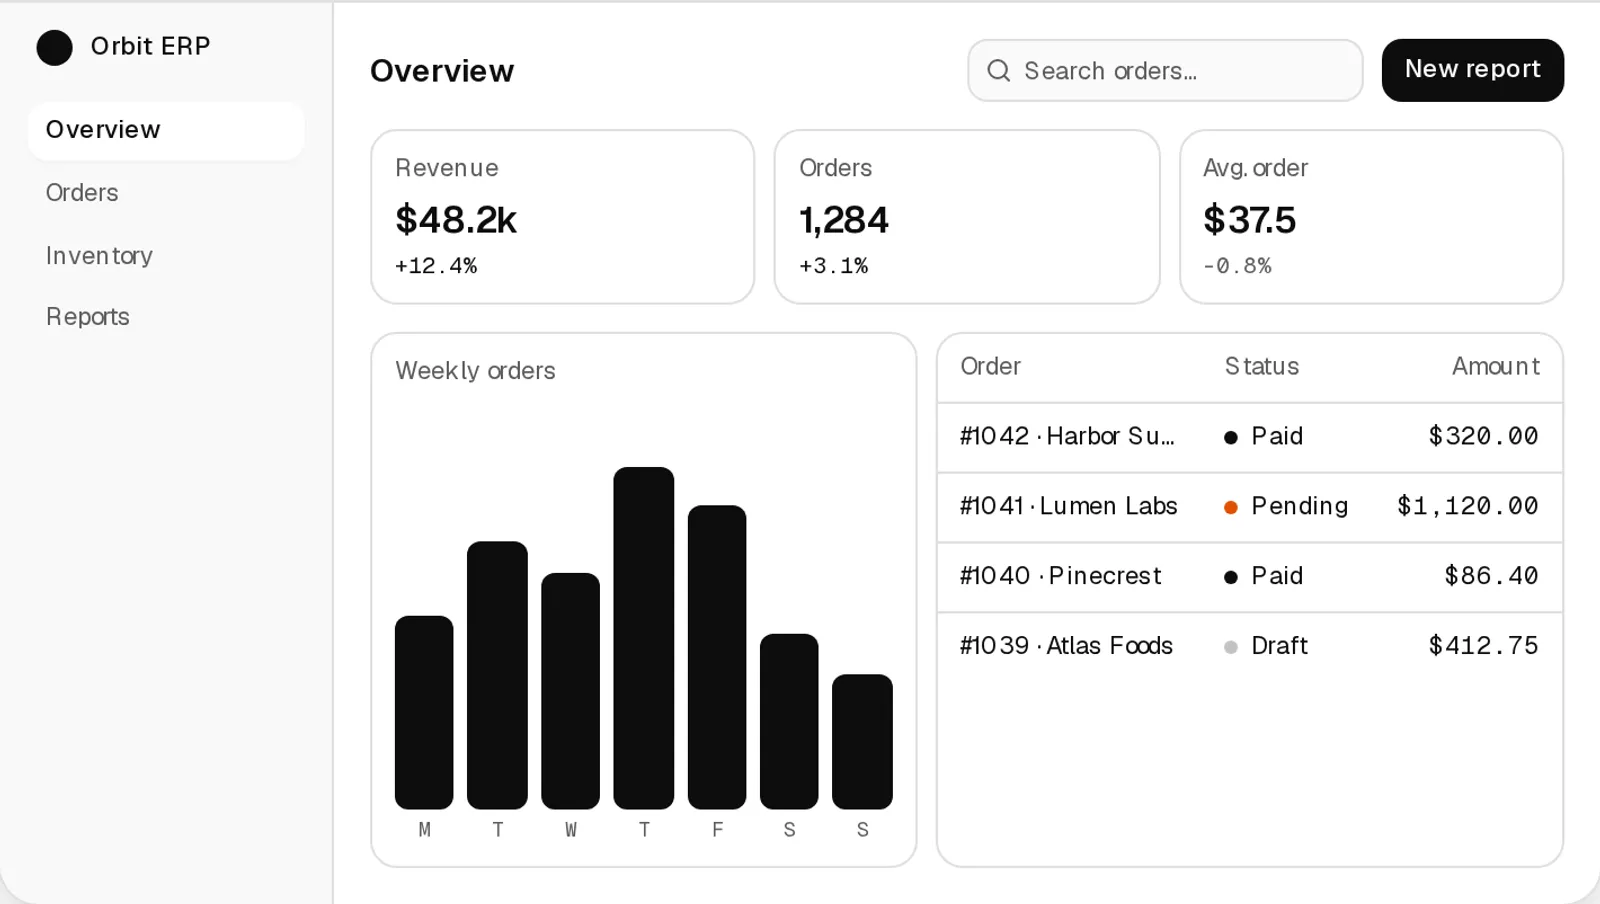 Orbit ERP
Overview
Orders
Inventory
Reports
Overview
Search orders…
New report
Revenue
$48.2k
+12.4%
Orders
1,284
+3.1%
Avg. order
$37.5
-0.8%
Weekly orders
M T W T F S S
Order Status Amount
#1042 · Harbor Su… Paid $320.00
#1041 · Lumen Labs Pending $1,120.00
#1040 · Pinecrest Paid $86.40
#1039 · Atlas Foods Draft $412.75